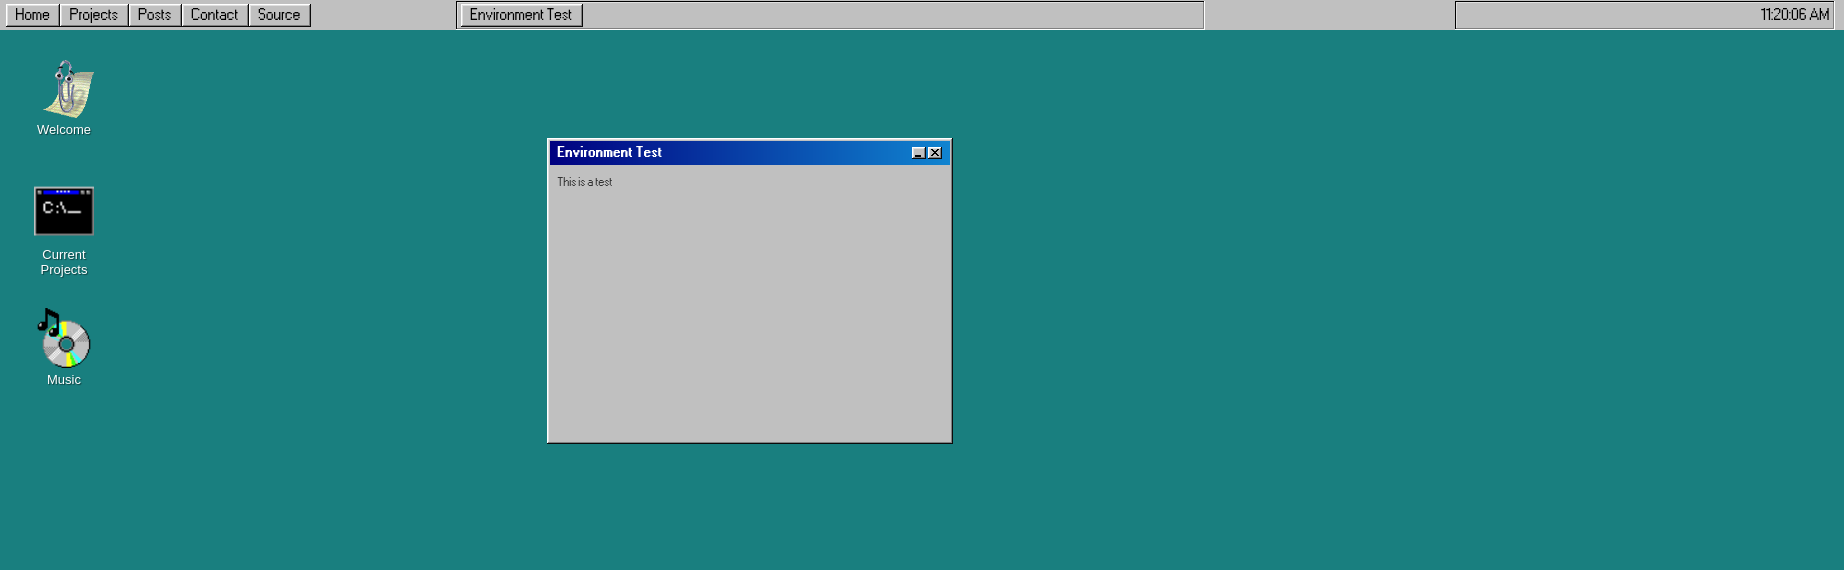 Home Projects Posts Contact Source Environment Test 11:20:06 AM
Welcome
Environment Test
This is a test
C:\_
Current
Projects
Music